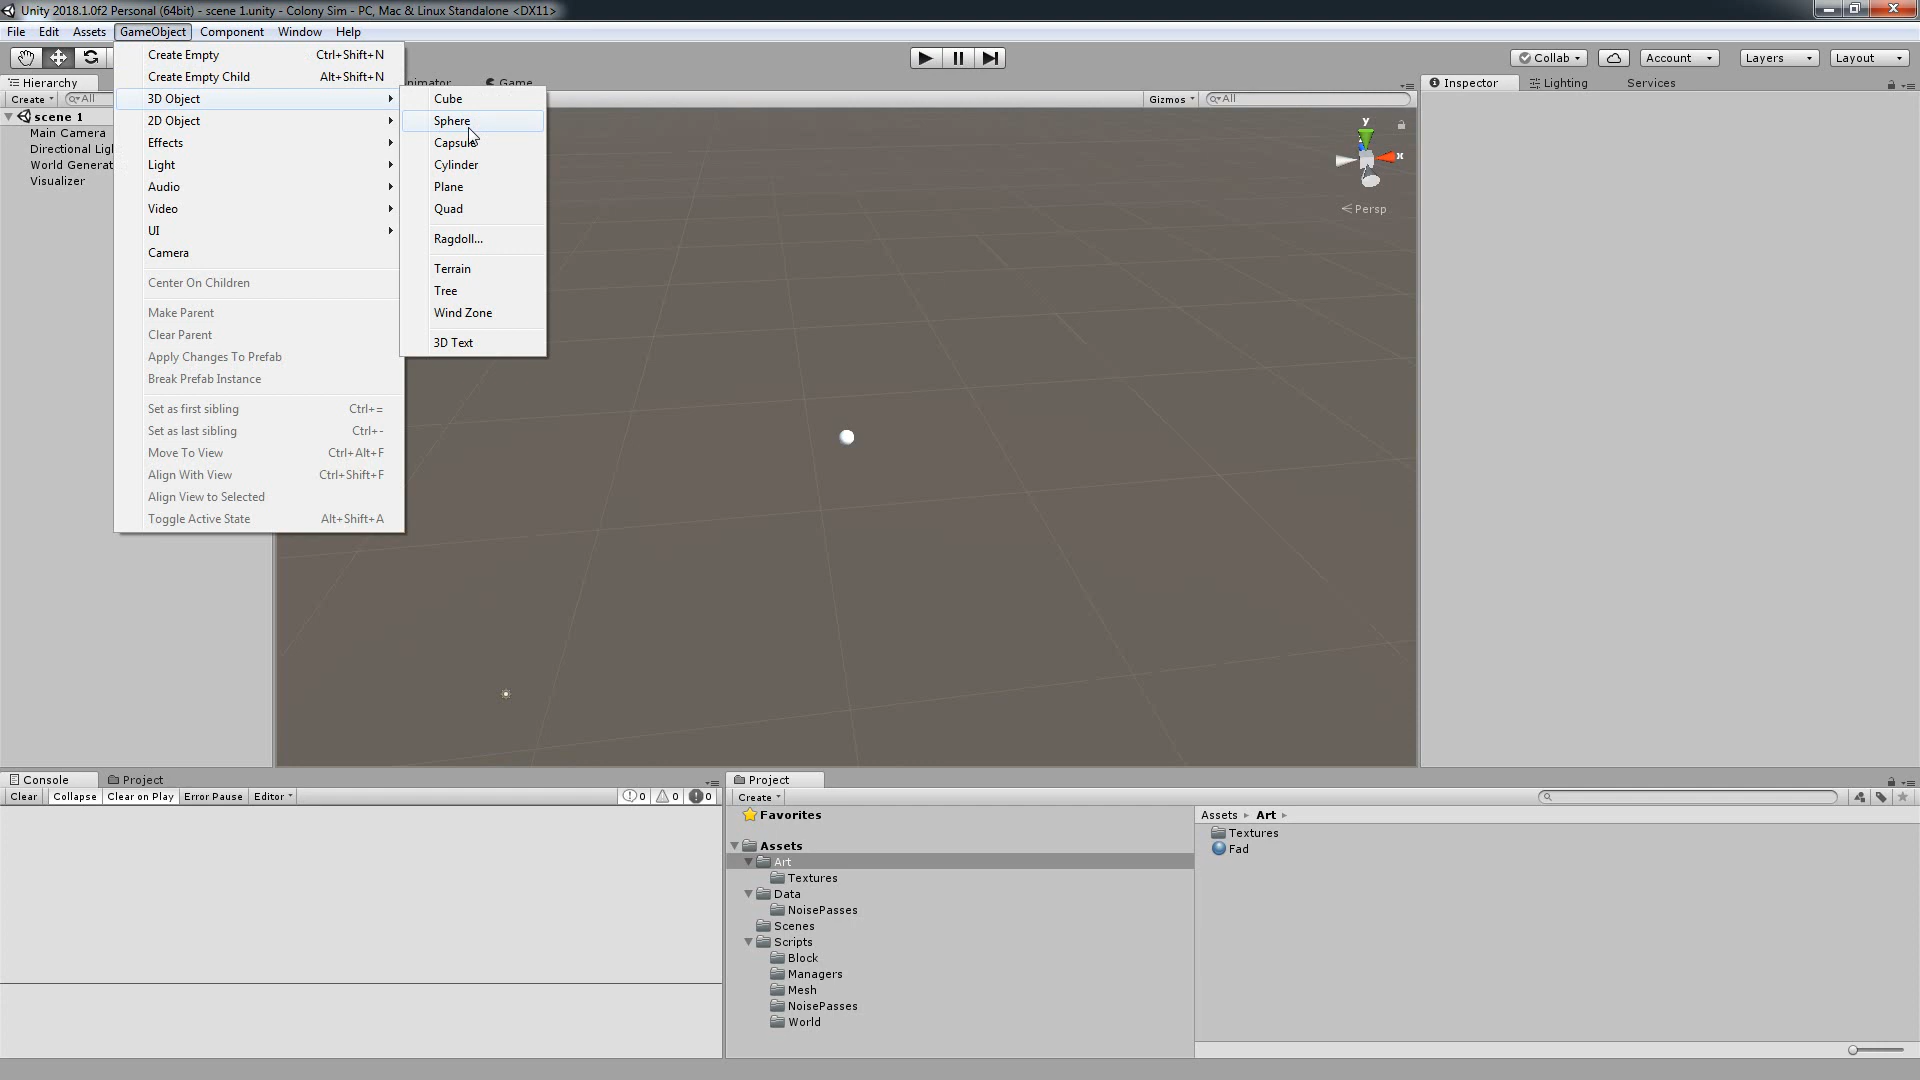 Unity 2018.1.0f2 Personal (64bit) - scene 1.unity - Colony Sim - PC, Mac & Linux Standalone <DX11>
File Edit Assets GameObject Component Window Help
Collab Account Layers Layout
Hierarchy
Create All
scene 1
Main Camera
Directional Ligh
World Generat
Visualizer
Create Empty Ctrl+Shift+N
Create Empty Child Alt+Shift+N
3D Object
2D Object
Effects
Light
Audio
Video
UI
Camera
Center On Children
Make Parent
Clear Parent
Apply Changes To Prefab
Break Prefab Instance
Set as first sibling Ctrl+=
Set as last sibling Ctrl+-
Move To View Ctrl+Alt+F
Align With View Ctrl+Shift+F
Align View to Selected
Toggle Active State Alt+Shift+A
Cube
Sphere
Capsule
Cylinder
Plane
Quad
Ragdoll...
Terrain
Tree
Wind Zone
3D Text
nimator Game
Gizmos All
y
x
Persp
Inspector Lighting Services
Console Project
Clear Collapse Clear on Play Error Pause Editor 0 0 0
Project
Create
Favorites
Assets
Art
Textures
Data
NoisePasses
Scenes
Scripts
Block
Managers
Mesh
NoisePasses
World
Assets Art
Textures
Fad